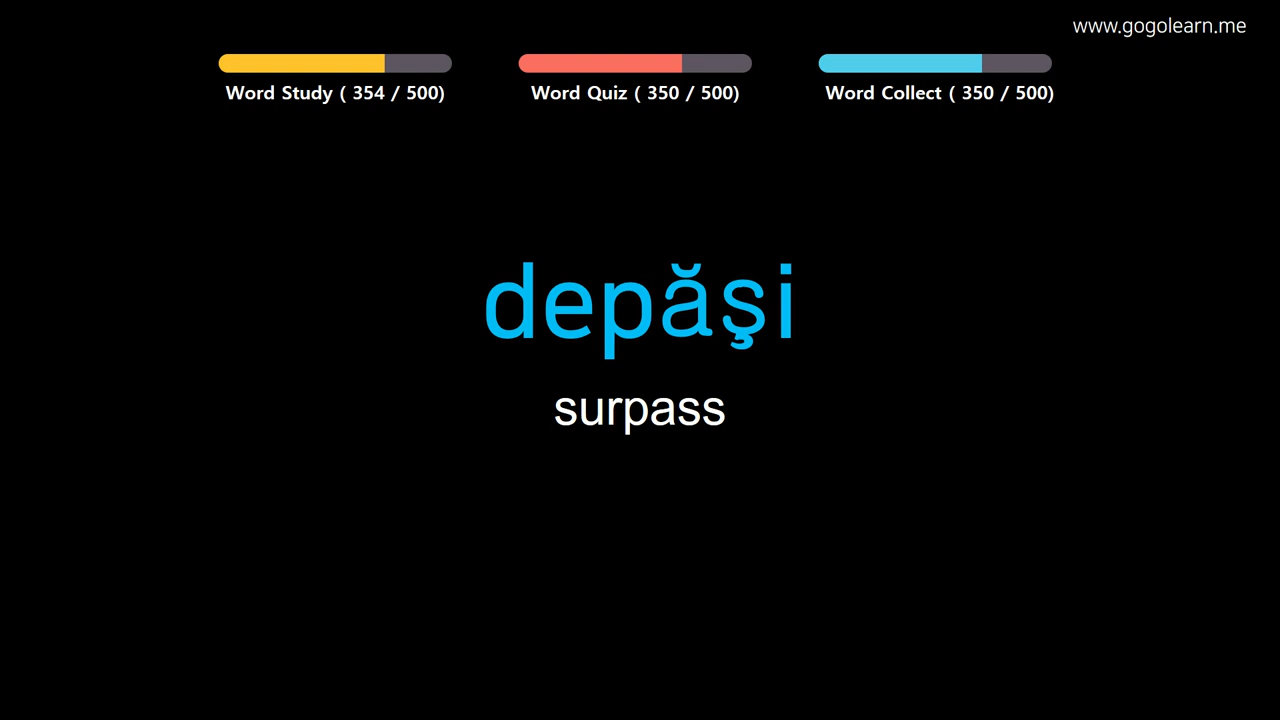 www.gogolearn.me
Word Study ( 354 / 500)
Word Quiz ( 350 / 500)
Word Collect ( 350 / 500)
depăşi
surpass